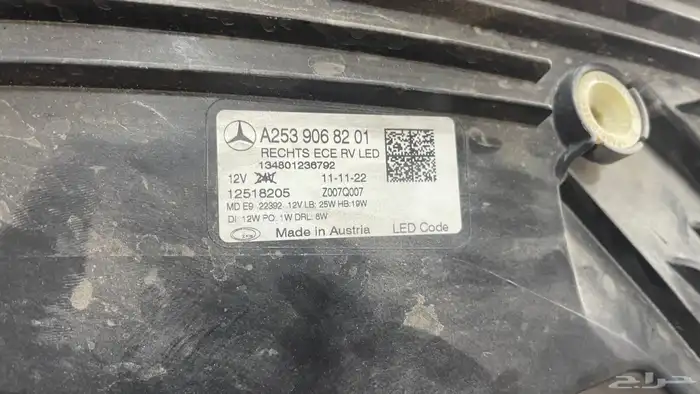 A253 906 82 01
RECHTS ECE RV LED
134801236792
12V 24V 11-11-22
12518205 Z007Q007
MD E9 22392 12V LB: 25W HB:19W
DI: 12W PO: 1W DRL: 6W
Made in Austria LED Code
حراج